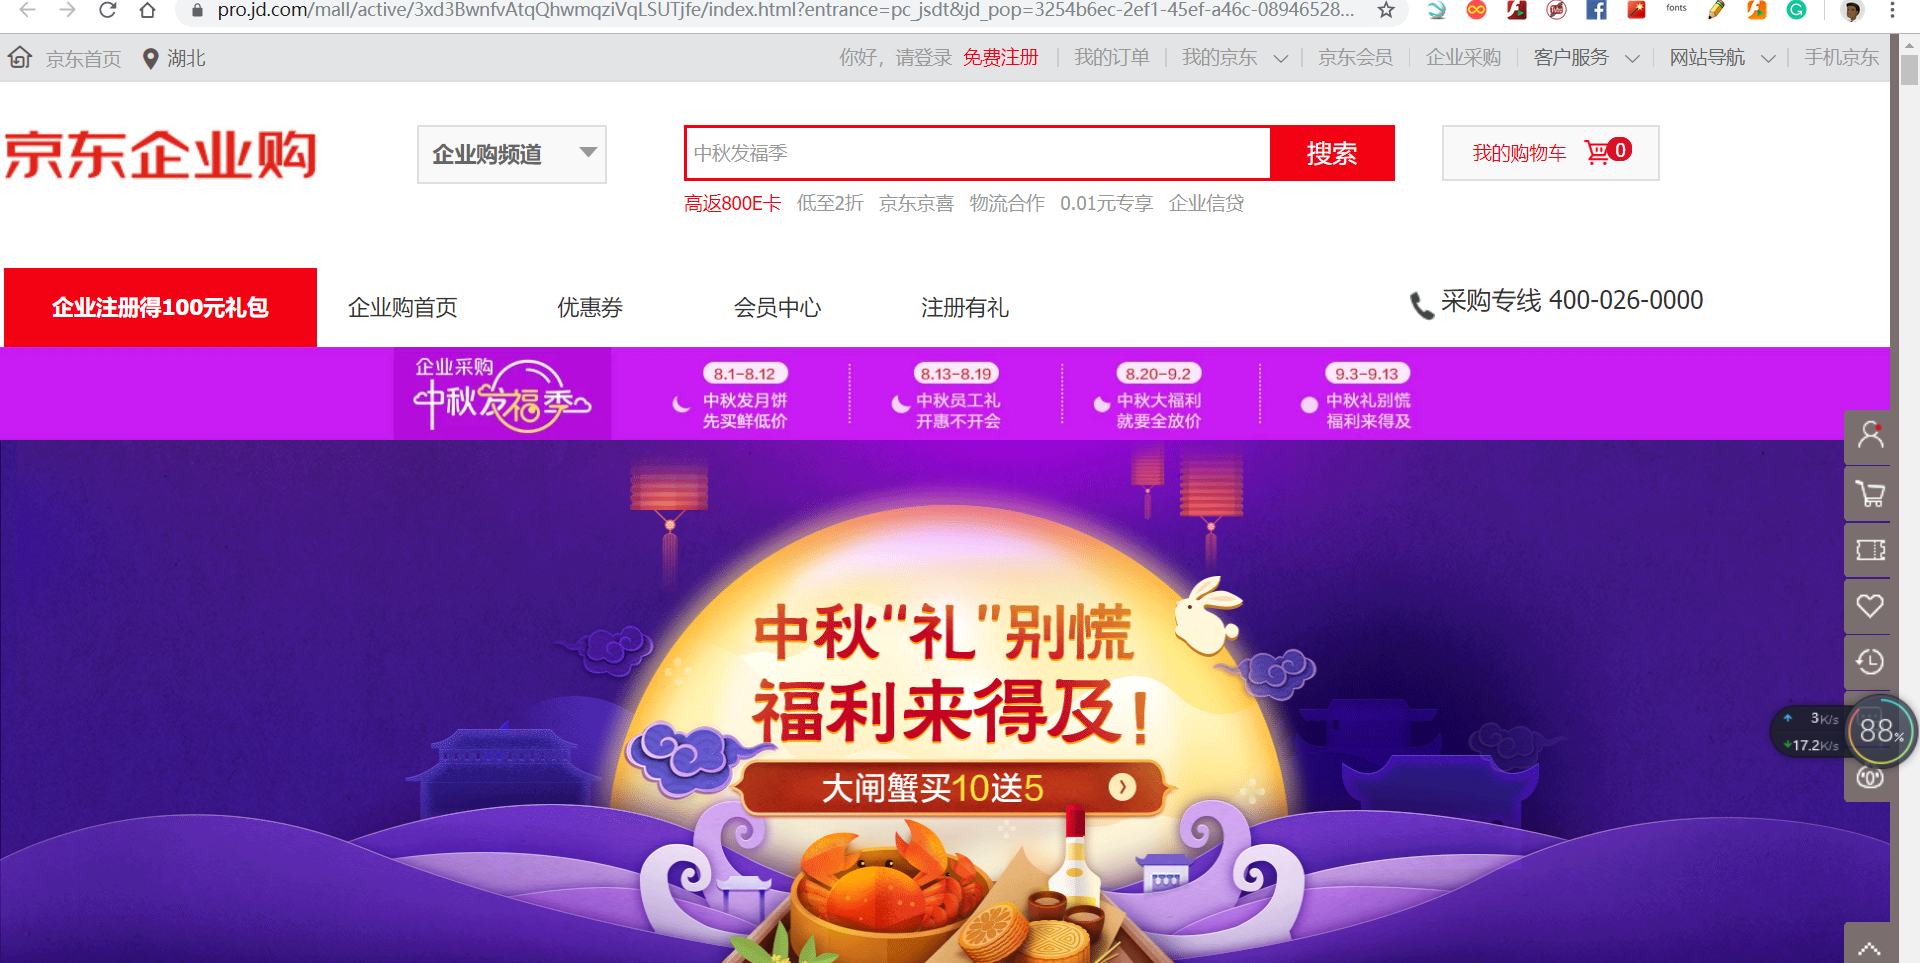 pro.jd.com/mall/active/3xd3BwnfvAtqQhwmqziVqLSUTjfe/index.html?entrance=pc_jsdt&jd_pop=3254b6ec-2ef1-45ef-a46c-08946528...
fonts
京东首页 湖北 你好，请登录 免费注册 我的订单 我的京东 京东会员 企业采购 客户服务 网站导航 手机京东
京东企业购 企业购频道 中秋发福季 搜索 我的购物车 0
高返800E卡 低至2折 京东京喜 物流合作 0.01元专享 企业信贷
企业注册得100元礼包 企业购首页 优惠券 会员中心 注册有礼 采购专线 400-026-0000
企业采购
中秋发福季
8.1-8.12
中秋发月饼
先买鲜低价
8.13-8.19
中秋员工礼
开惠不开会
8.20-9.2
中秋大福利
就要全放价
9.3-9.13
中秋礼别慌
福利来得及
中秋“礼”别慌
福利来得及！
大闸蟹买10送5
3K/s
17.2K/s
88%